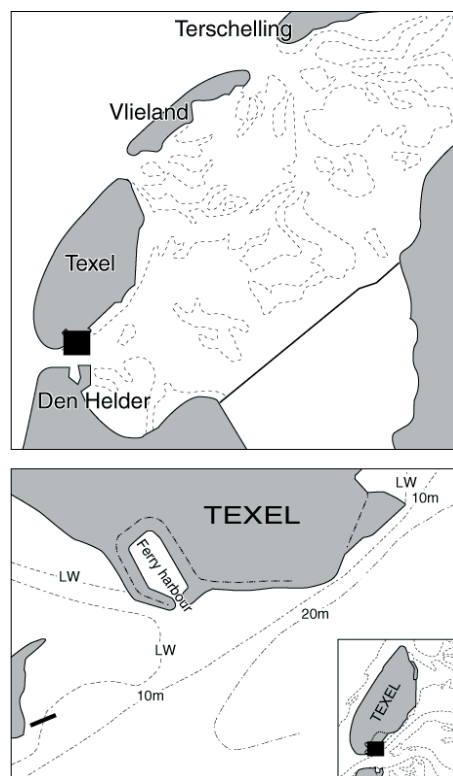 Terschelling
Vlieland
Texel
Den Helder
LW
10m
TEXEL
Ferry harbour
LW
20m
LW
10m
TEXEL